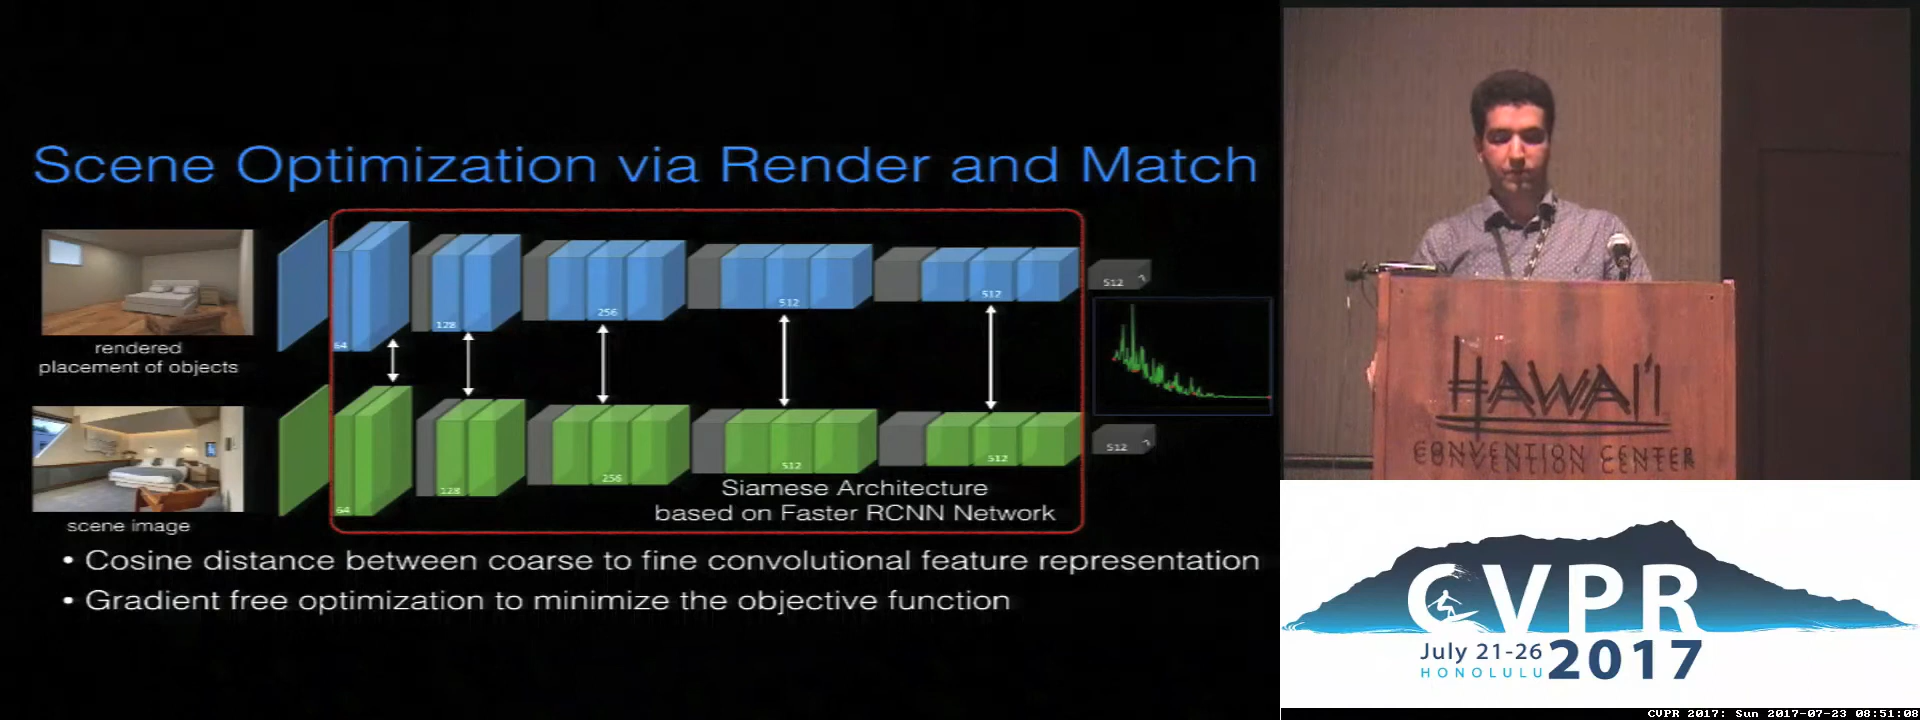 Scene Optimization via Render and Match
rendered
placement of objects
scene image
64
128
256
512
512
512
7
64
128
256
512
512
512
7
Siamese Architecture
based on Faster RCNN Network
• Cosine distance between coarse to fine convolutional feature representation
• Gradient free optimization to minimize the objective function
HAWAI'I
CONVENTION CENTER
CVPR
July 21-26
HONOLULU
2017
CVPR 2017: Sun 2017-07-23 08:51:08